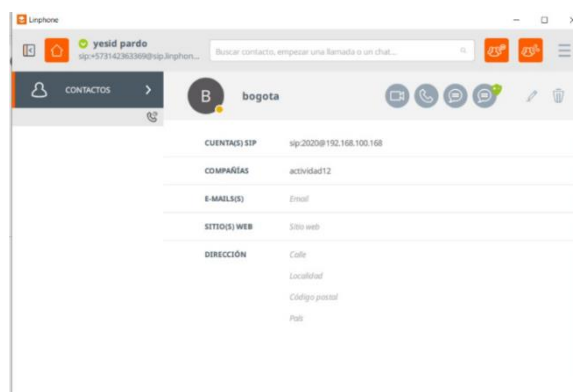 Linphone
yesid pardo
sip:+573142363369@sip.linphon...
Buscar contacto, empezar una llamada o un chat...
CONTACTOS
B
bogota
CUENTA(S) SIP
sip:2020@192.168.100.168
COMPAÑÍAS
actividad12
E-MAILS(S)
Email
SITIO(S) WEB
Sitio web
DIRECCIÓN
Calle
Localidad
Código postal
País